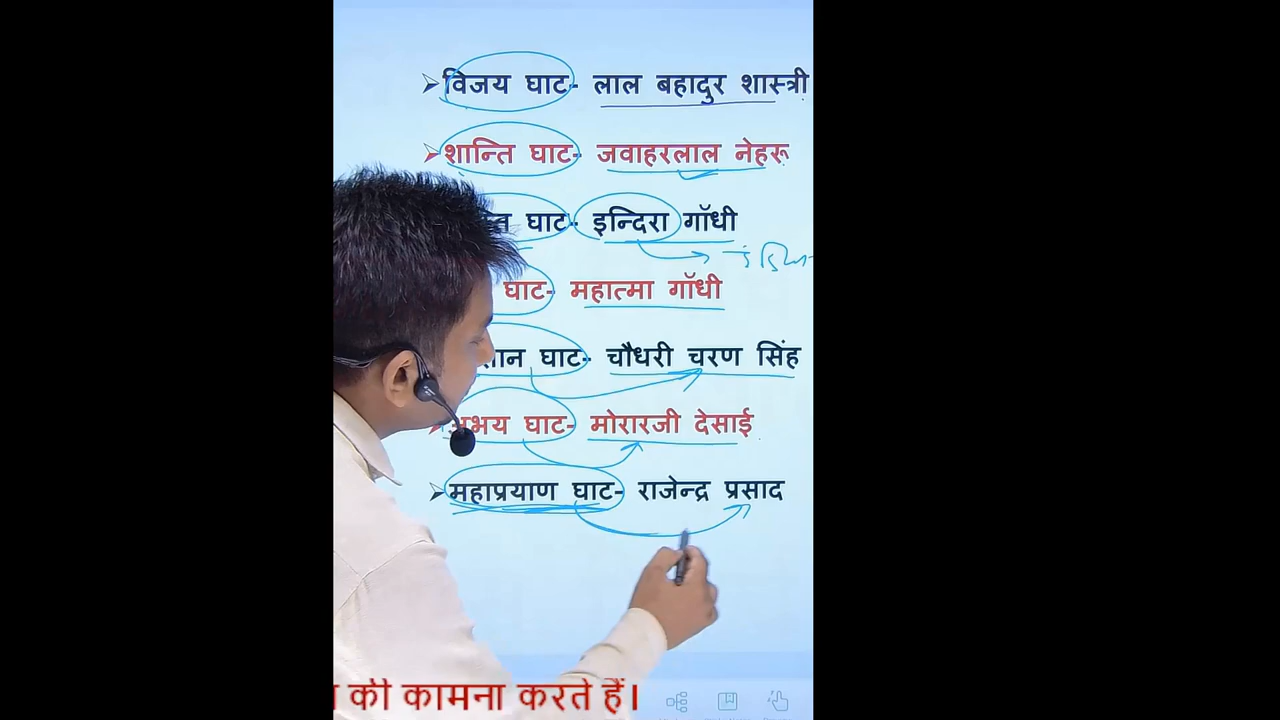 विजय घाट- लाल बहादुर शास्त्री
शान्ति घाट- जवाहरलाल नेहरू
घाट- इन्दिरा गाँधी
घाट- महात्मा गाँधी
घाट- चौधरी चरण सिंह
घाट- मोरारजी देसाई
महाप्रयाण घाट- राजेन्द्र प्रसाद
की कामना करते हैं।